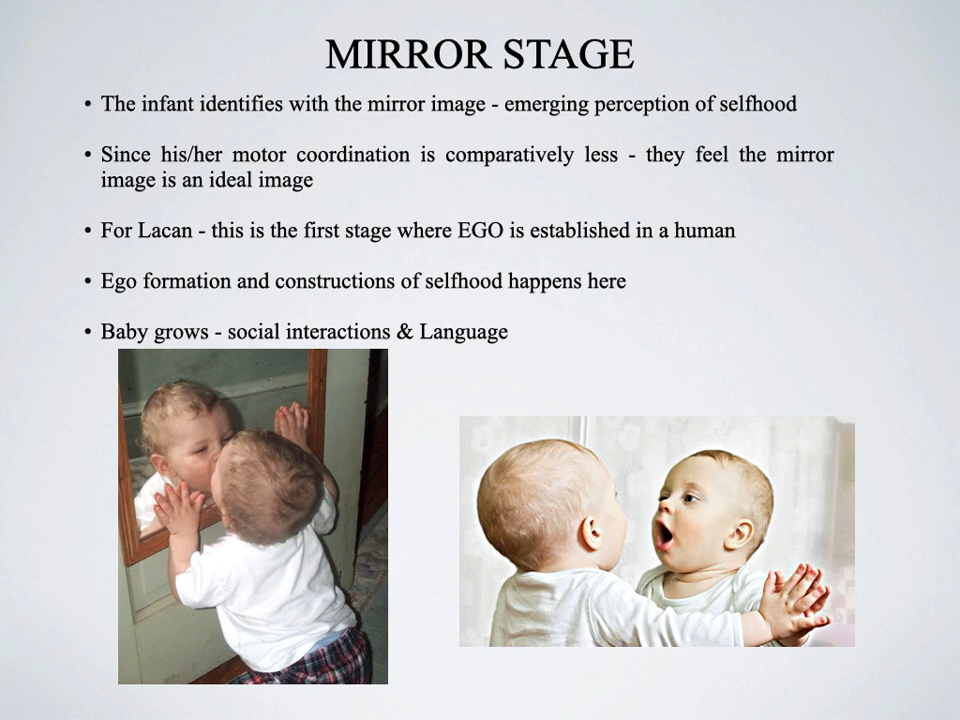 MIRROR STAGE
• The infant identifies with the mirror image - emerging perception of selfhood
• Since his/her motor coordination is comparatively less - they feel the mirror
image is an ideal image
• For Lacan - this is the first stage where EGO is established in a human
• Ego formation and constructions of selfhood happens here
• Baby grows - social interactions & Language